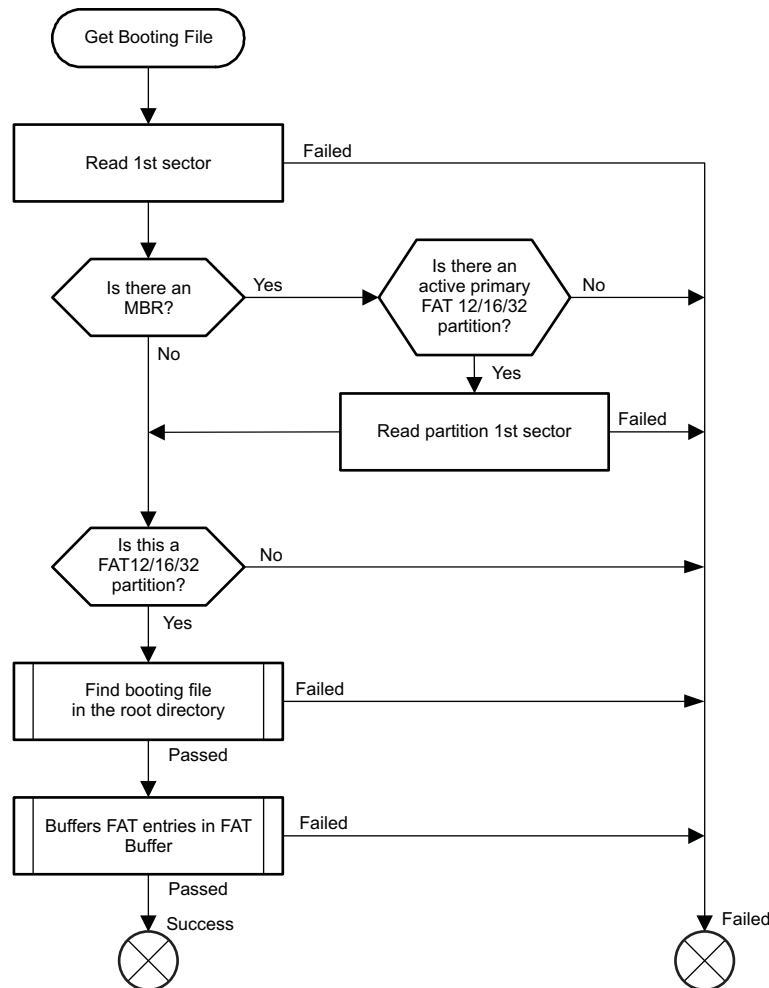 Get Booting File
Read 1st sector
Failed
Is there an
MBR?
Yes
Is there an
active primary
FAT 12/16/32
partition?
No
No
Yes
Read partition 1st sector
Failed
Is this a
FAT12/16/32
partition?
No
Yes
Find booting file
in the root directory
Failed
Passed
Buffers FAT entries in FAT
Buffer
Failed
Passed
Success
Failed